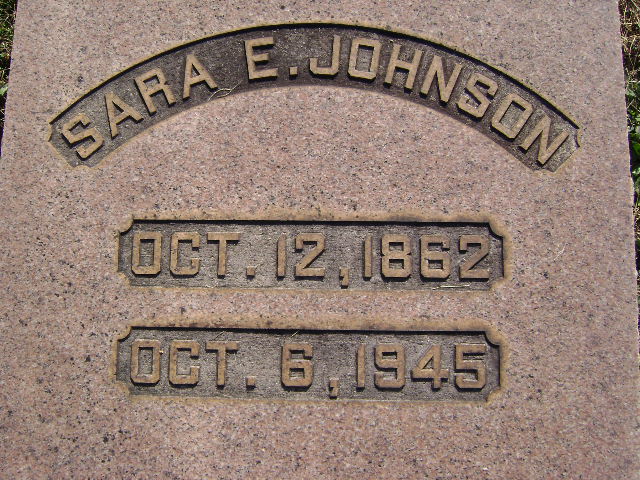 SARA E. JOHNSON
OCT. 12, 1862
OCT. 6, 1945